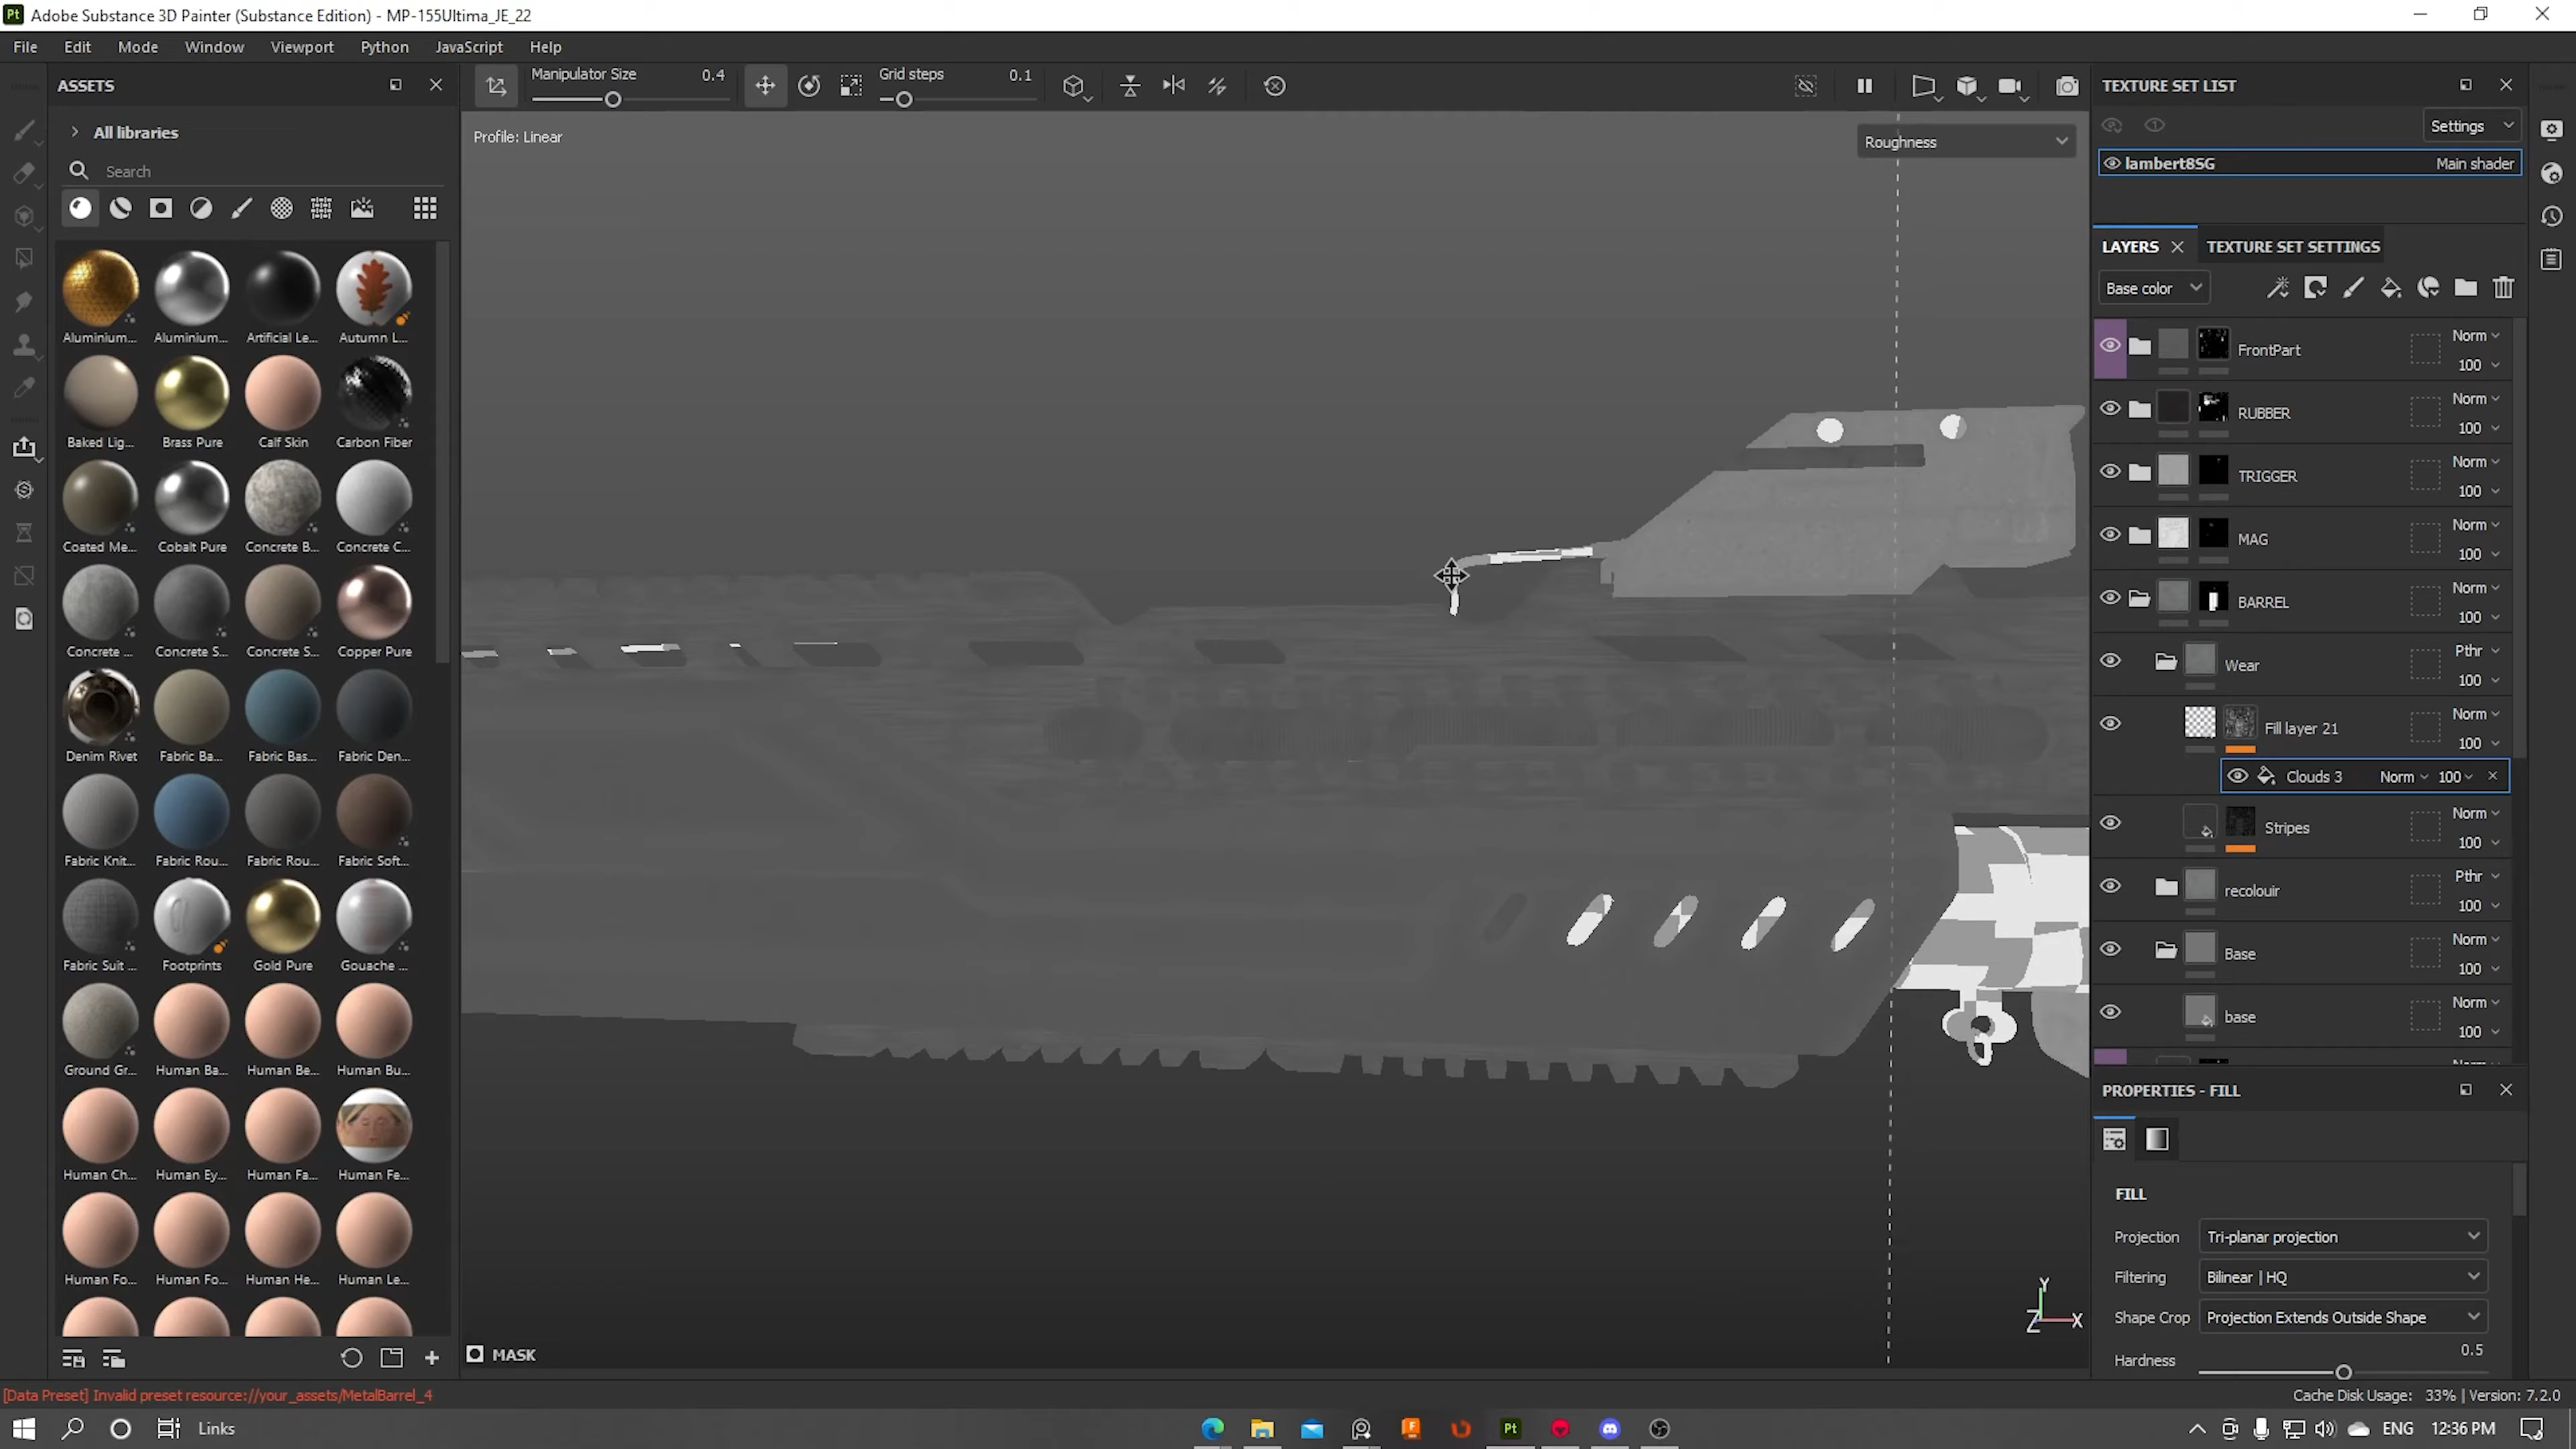 Pt Adobe Substance 3D Painter (Substance Edition) - MP-155Ultima_JE_22
File Edit Mode Window Viewport Python JavaScript Help
ASSETS
All libraries
Search
Aluminium... Aluminium... Artificial Le... Autumn L...
Baked Lig... Brass Pure Calf Skin Carbon Fiber
Coated Me... Cobalt Pure Concrete B... Concrete C...
Concrete ... Concrete S... Concrete S... Copper Pure
Denim Rivet Fabric Ba... Fabric Bas... Fabric Den...
Fabric Knit... Fabric Rou... Fabric Rou... Fabric Soft...
Fabric Suit ... Footprints Gold Pure Gouache ...
Ground Gr... Human Ba... Human Be... Human Bu...
Human Ch... Human Ey... Human Fa... Human Fe...
Human Fo... Human Fo... Human He... Human Le...
Manipulator Size 0.4
Grid steps 0.1
Profile: Linear
Roughness
Y
Z X
MASK
TEXTURE SET LIST
Settings
lambert8SG Main shader
LAYERS TEXTURE SET SETTINGS
Base color
FrontPart Norm 100
RUBBER Norm 100
TRIGGER Norm 100
MAG Norm 100
BARREL Norm 100
Wear Pthr 100
Fill layer 21 Norm 100
Clouds 3 Norm 100
Stripes Norm 100
recolouir Pthr 100
Base Norm 100
base Norm 100
PROPERTIES - FILL
FILL
Projection Tri-planar projection
Filtering Bilinear | HQ
Shape Crop Projection Extends Outside Shape
Hardness 0.5
[Data Preset] Invalid preset resource://your_assets/MetalBarrel_4
Cache Disk Usage: 33% | Version: 7.2.0
Links
Pt
ENG 12:36 PM